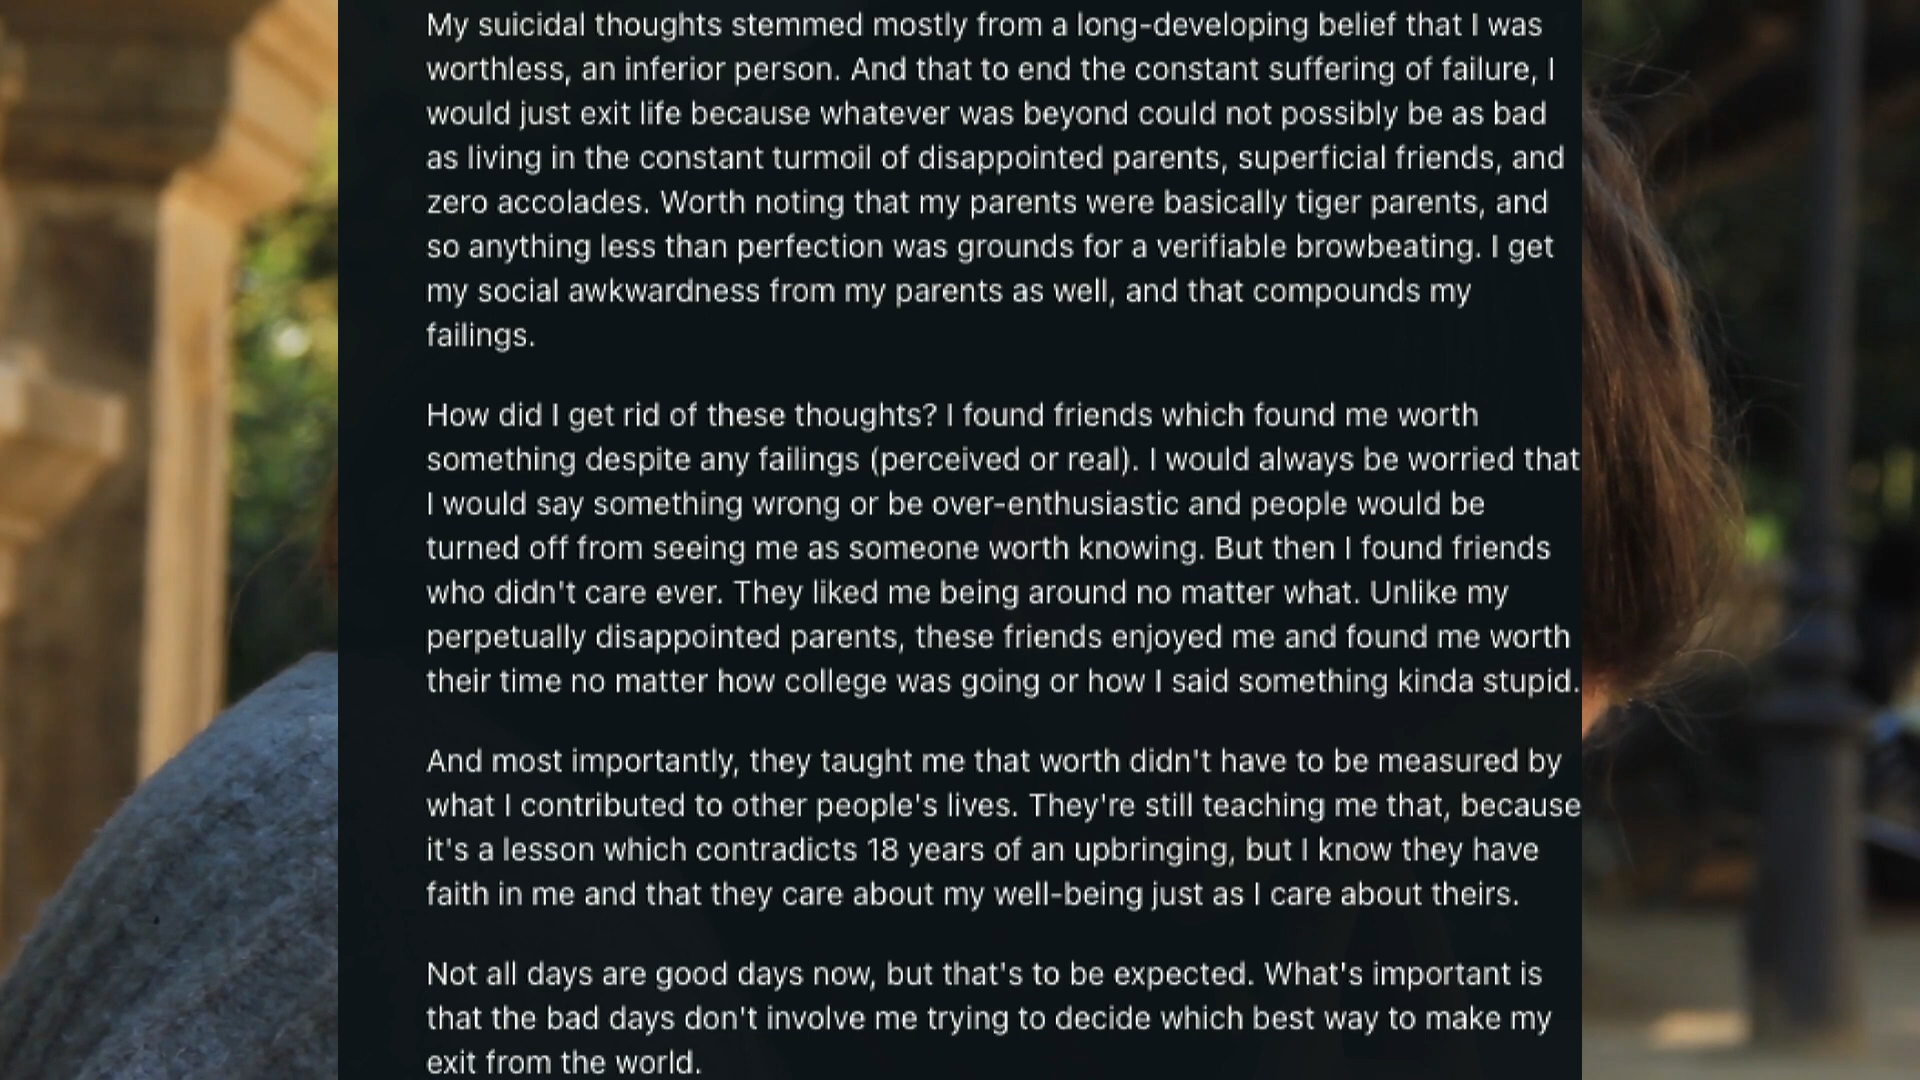 My suicidal thoughts stemmed mostly from a long-developing belief that I was
worthless, an inferior person. And that to end the constant suffering of failure, I
would just exit life because whatever was beyond could not possibly be as bad
as living in the constant turmoil of disappointed parents, superficial friends, and
zero accolades. Worth noting that my parents were basically tiger parents, and
so anything less than perfection was grounds for a verifiable browbeating. I get
my social awkwardness from my parents as well, and that compounds my
failings.
How did I get rid of these thoughts? I found friends which found me worth
something despite any failings (perceived or real). I would always be worried that
I would say something wrong or be over-enthusiastic and people would be
turned off from seeing me as someone worth knowing. But then I found friends
who didn't care ever. They liked me being around no matter what. Unlike my
perpetually disappointed parents, these friends enjoyed me and found me worth
their time no matter how college was going or how I said something kinda stupid.
And most importantly, they taught me that worth didn't have to be measured by
what I contributed to other people's lives. They're still teaching me that, because
it's a lesson which contradicts 18 years of an upbringing, but I know they have
faith in me and that they care about my well-being just as I care about theirs.
Not all days are good days now, but that's to be expected. What's important is
that the bad days don't involve me trying to decide which best way to make my
exit from the world.